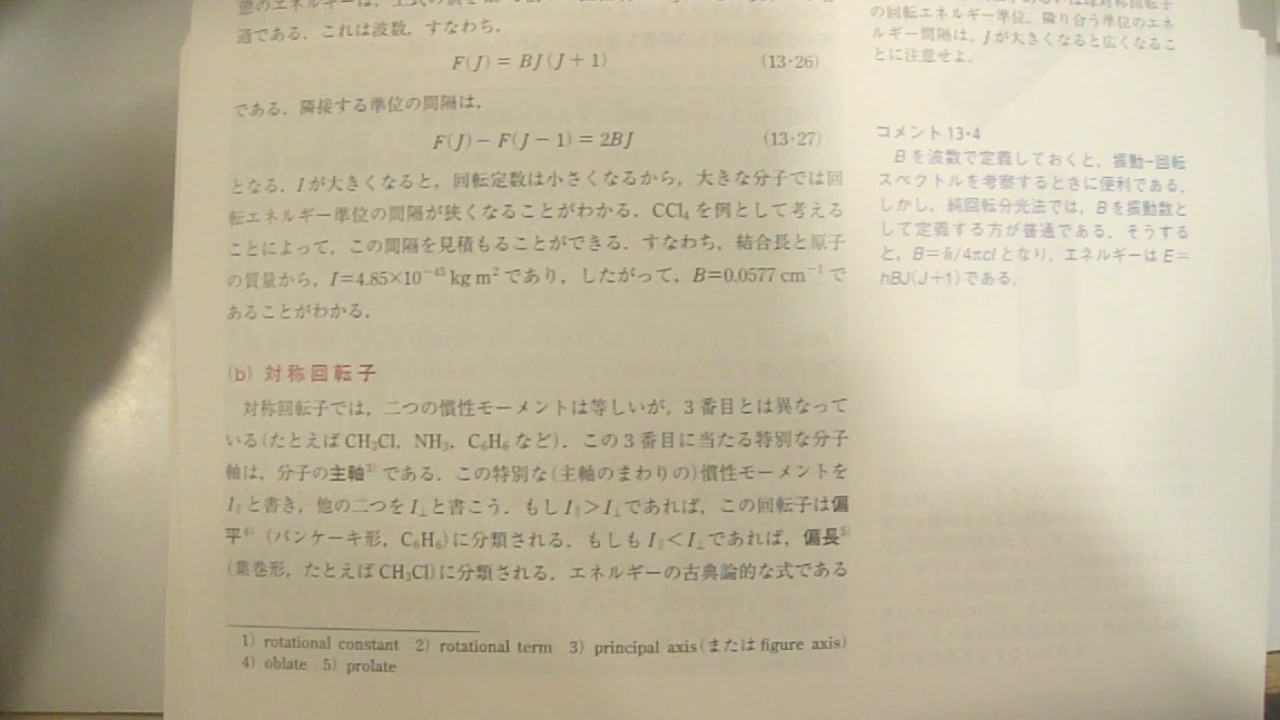 通である．これは波数，すなわち，
F(J) = BJ(J + 1) (13·26)
である．隣接する準位の間隔は，
F(J) − F(J − 1) = 2BJ (13·27)
となる．Iが大きくなると，回転定数は小さくなるから，大きな分子では回
転エネルギー準位の間隔が狭くなることがわかる．CCl₄を例として考える
ことによって，この間隔を見積もることができる．すなわち，結合長と原子
の質量から，I=4.85×10⁻⁴⁵ kg m²であり，したがって，B=0.0577 cm⁻¹で
あることがわかる．
(b) 対称回転子
対称回転子では，二つの慣性モーメントは等しいが，3番目とは異なって
いる(たとえばCH₃Cl，NH₃，C₆H₆など)．この3番目に当たる特別な分子
軸は，分子の主軸³⁾である．この特別な(主軸のまわりの)慣性モーメントを
I∥と書き，他の二つをI⊥と書こう．もしI∥>I⊥であれば，この回転子は偏
平⁴⁾(パンケーキ形，C₆H₆)に分類される．もしもI∥<I⊥であれば，偏長⁵⁾
(葉巻形，たとえばCH₃Cl)に分類される．エネルギーの古典論的な式である
1) rotational constant 2) rotational term 3) principal axis(またはfigure axis)
4) oblate 5) prolate
の回転エネルギー準位．隣り合う準位のエネ
ルギー間隔は，Jが大きくなると広くなるこ
とに注意せよ．
コメント13·4
Bを波数で定義しておくと，振動-回転
スペクトルを考察するときに便利である．
しかし，純回転分光法では，Bを振動数と
して定義する方が普通である．そうする
と，B=ℏ/4πcIとなり，エネルギーはE=
hBJ(J+1)である．